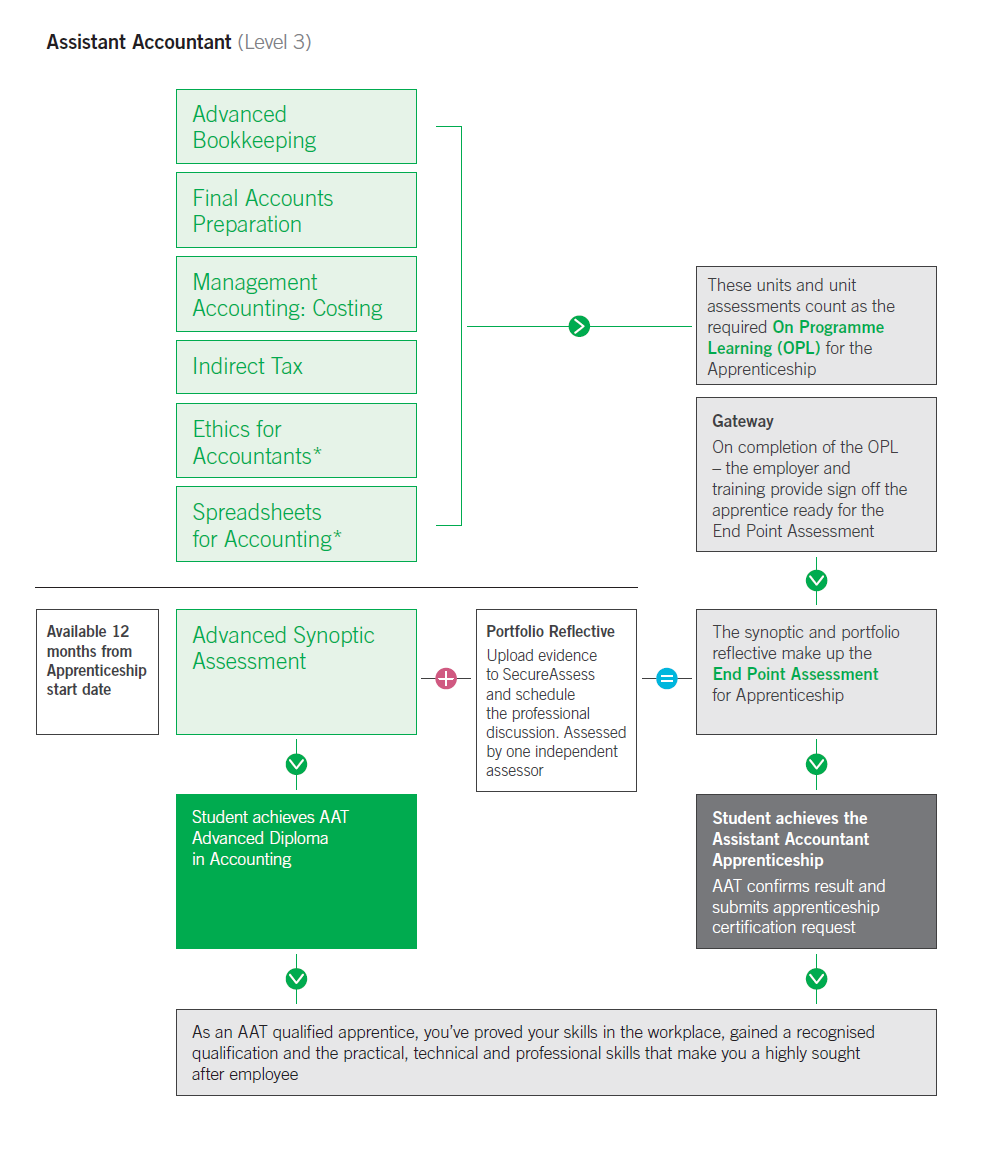 Assistant Accountant (Level 3)
Advanced
Bookkeeping
Final Accounts
Preparation
Management
Accounting: Costing
Indirect Tax
Ethics for
Accountants*
Spreadsheets
for Accounting*
These units and unit
assessments count as the
required On Programme
Learning (OPL) for the
Apprenticeship
Gateway
On completion of the OPL
– the employer and
training provide sign off the
apprentice ready for the
End Point Assessment
Available 12
months from
Apprenticeship
start date
Advanced Synoptic
Assessment
+
Portfolio Reflective
Upload evidence
to SecureAssess
and schedule
the professional
discussion. Assessed
by one independent
assessor
=
The synoptic and portfolio
reflective make up the
End Point Assessment
for Apprenticeship
Student achieves AAT
Advanced Diploma
in Accounting
Student achieves the
Assistant Accountant
Apprenticeship
AAT confirms result and
submits apprenticeship
certification request
As an AAT qualified apprentice, you’ve proved your skills in the workplace, gained a recognised
qualification and the practical, technical and professional skills that make you a highly sought
after employee